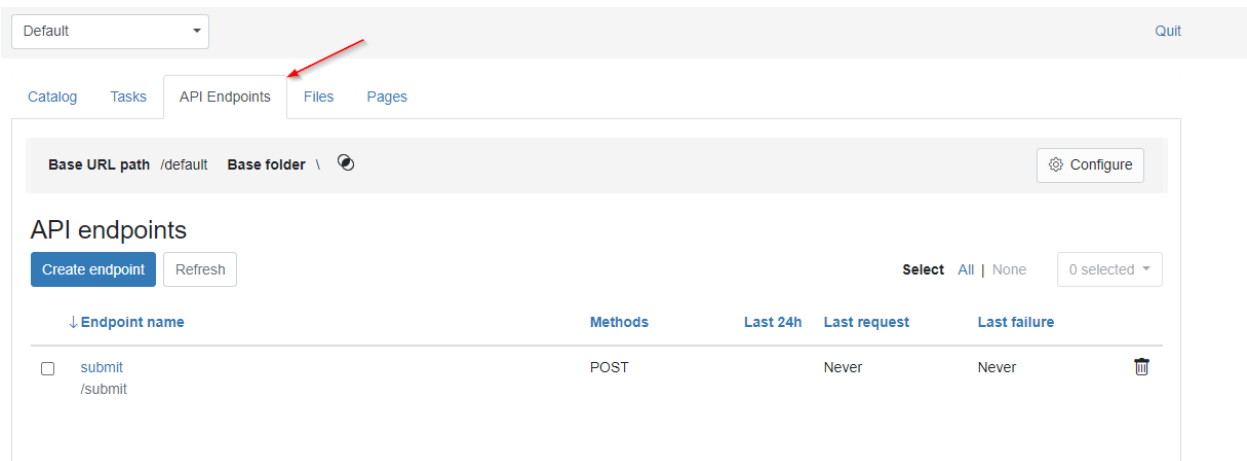 Default Quit
Catalog Tasks API Endpoints Files Pages
Base URL path /default Base folder \ Configure
API endpoints
Create endpoint Refresh Select All | None 0 selected
↓ Endpoint name Methods Last 24h Last request Last failure
submit POST Never Never
/submit